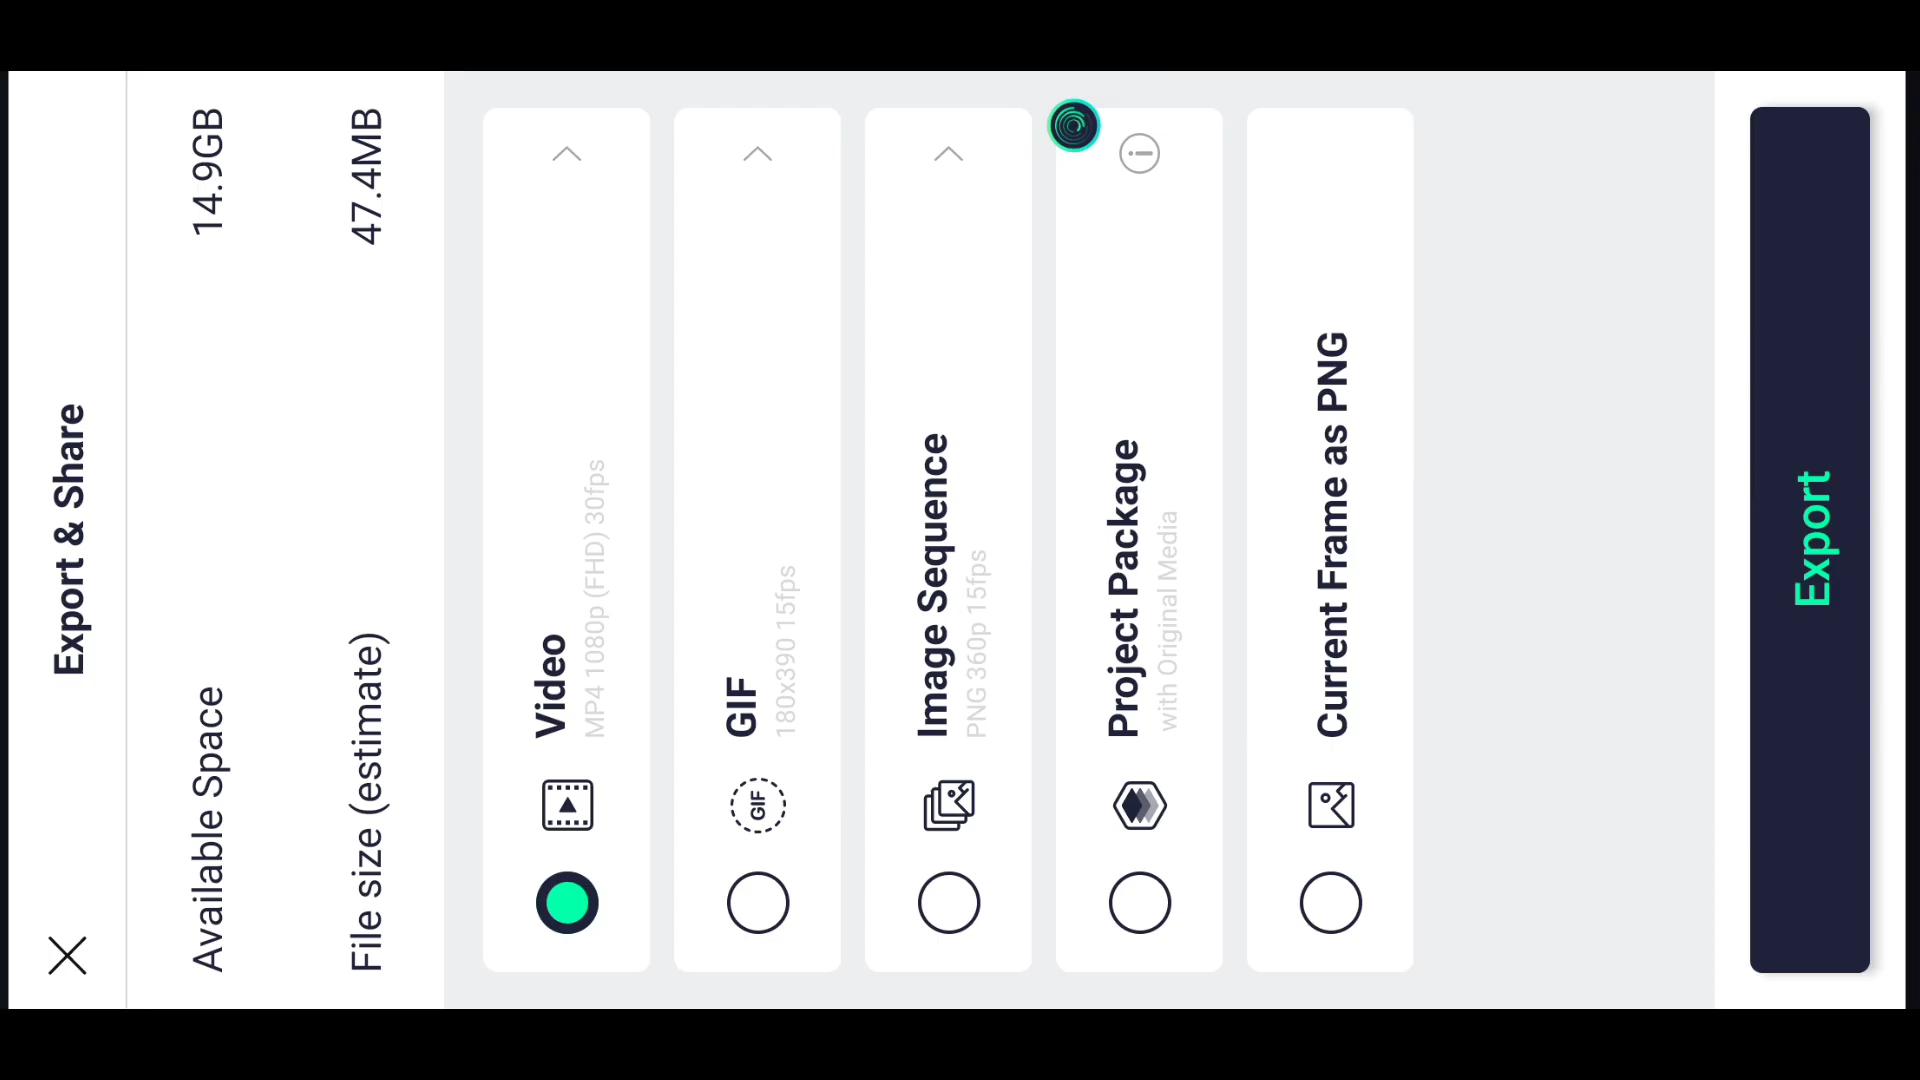 Export & Share
Available Space 14.9GB
File size (estimate) 47.4MB
Video
MP4 1080p (FHD) 30fps
GIF
GIF
180x390 15fps
Image Sequence
PNG 360p 15fps
Project Package
with Original Media
Current Frame as PNG
Export